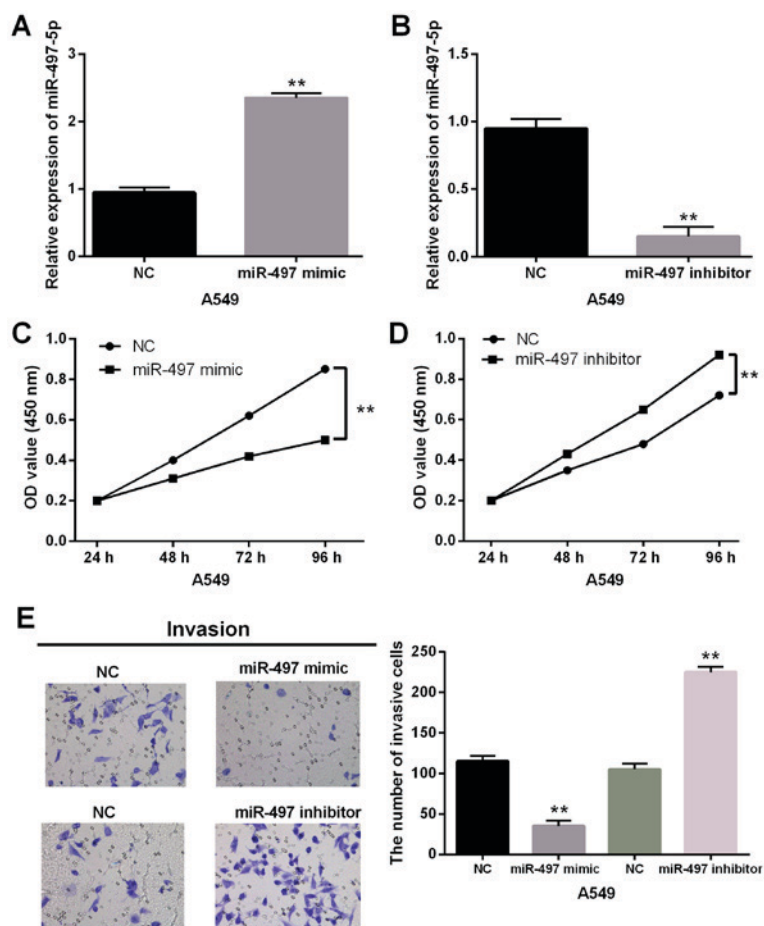 A
Relative expression of miR-497-5p
3
2
1
0
**
NC
miR-497 mimic
A549
B
Relative expression of miR-497-5p
1.5
1.0
0.5
0.0
**
NC
miR-497 inhibitor
A549
C
OD value (450 nm)
1.0
0.8
0.6
0.4
0.2
0.0
NC
miR-497 mimic
**
24 h
48 h
72 h
96 h
A549
D
OD value (450 nm)
1.0
0.8
0.6
0.4
0.2
0.0
NC
miR-497 inhibitor
**
24 h
48 h
72 h
96 h
A549
E
Invasion
NC
miR-497 mimic
NC
miR-497 inhibitor
The number of invasive cells
250
200
150
100
50
0
**
**
NC
miR-497 mimic
NC
miR-497 inhibitor
A549